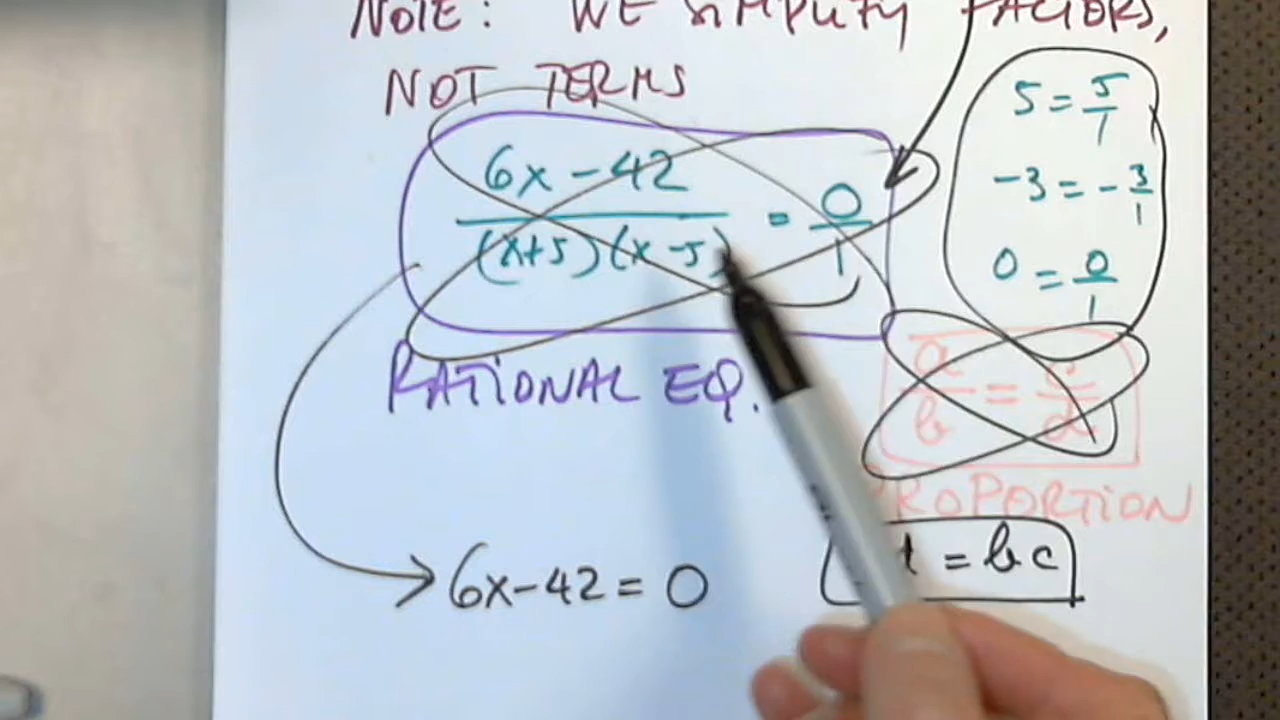 NOTE: WE SIMPLIFY FACTORS,
NOT TERMS
6x - 42
(x+5)(x-5)
= 0/1
5 = 5/1
-3 = -3/1
0 = 0/1
RATIONAL EQ.
a/b = c/d
PROPORTION
= bc
6x-42 = 0